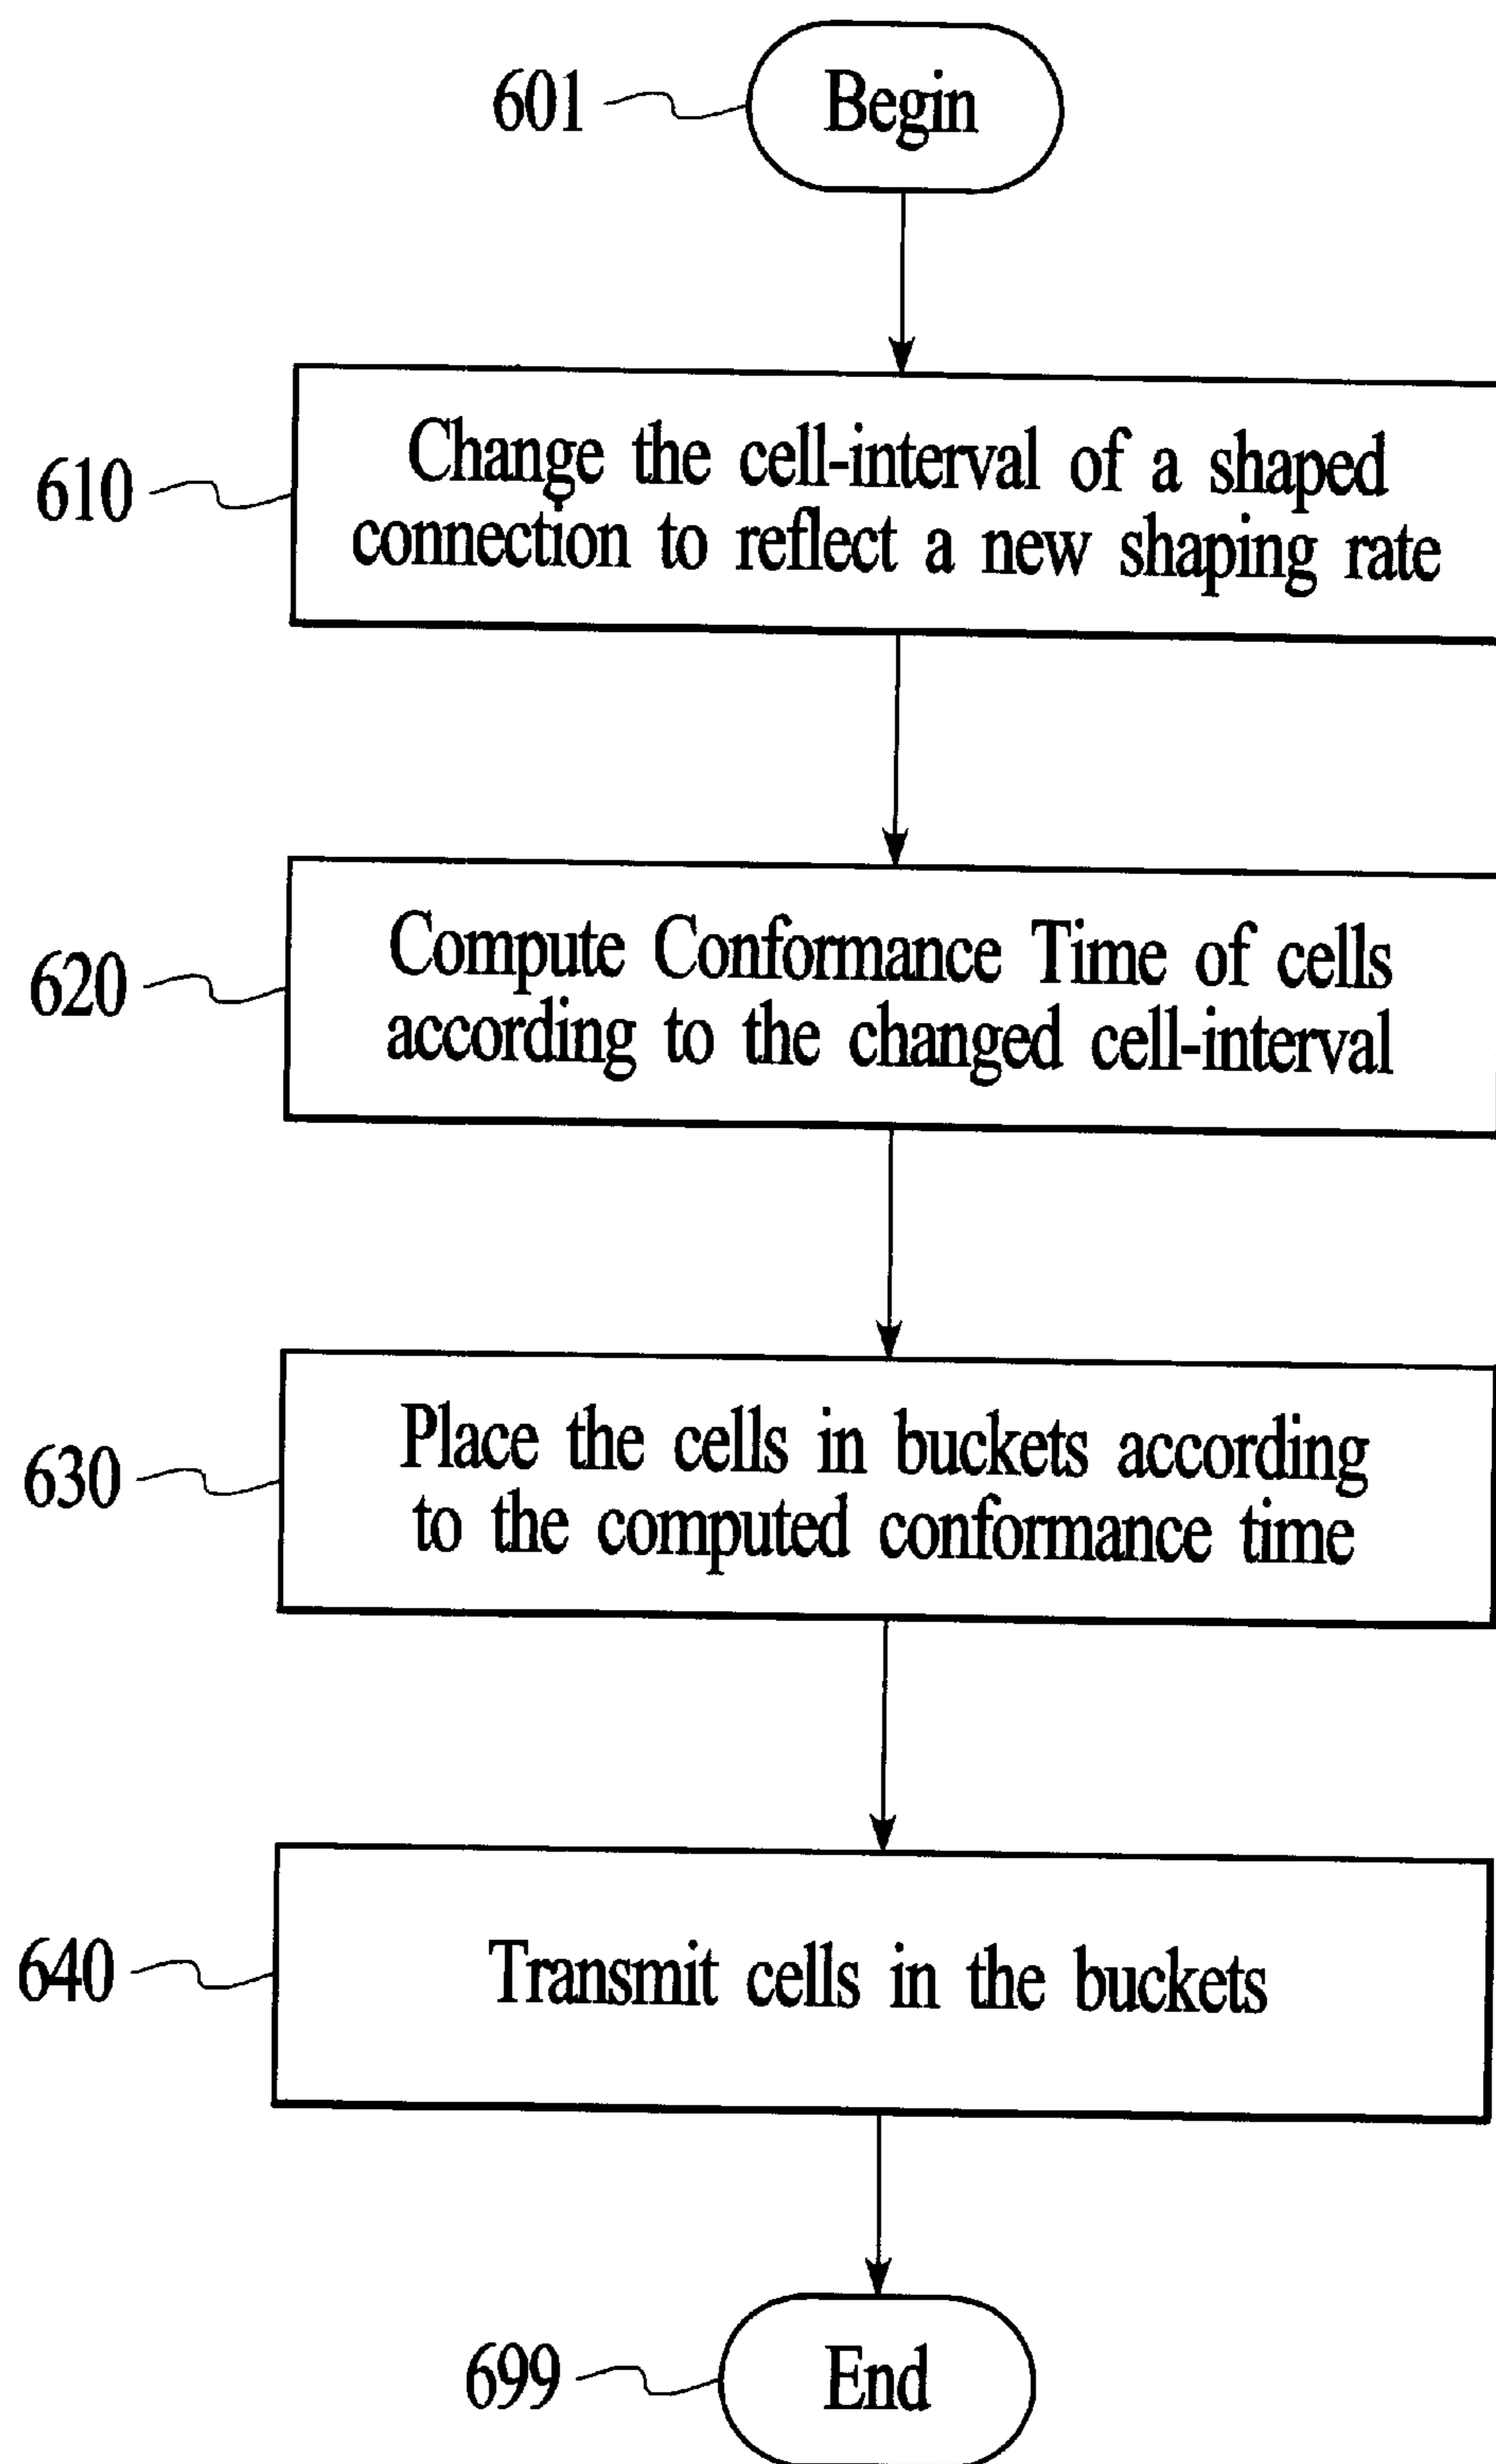 601
Begin
610
Change the cell-interval of a shaped
connection to reflect a new shaping rate
620
Compute Conformance Time of cells
according to the changed cell-interval
630
Place the cells in buckets according
to the computed conformance time
640
Transmit cells in the buckets
699
End